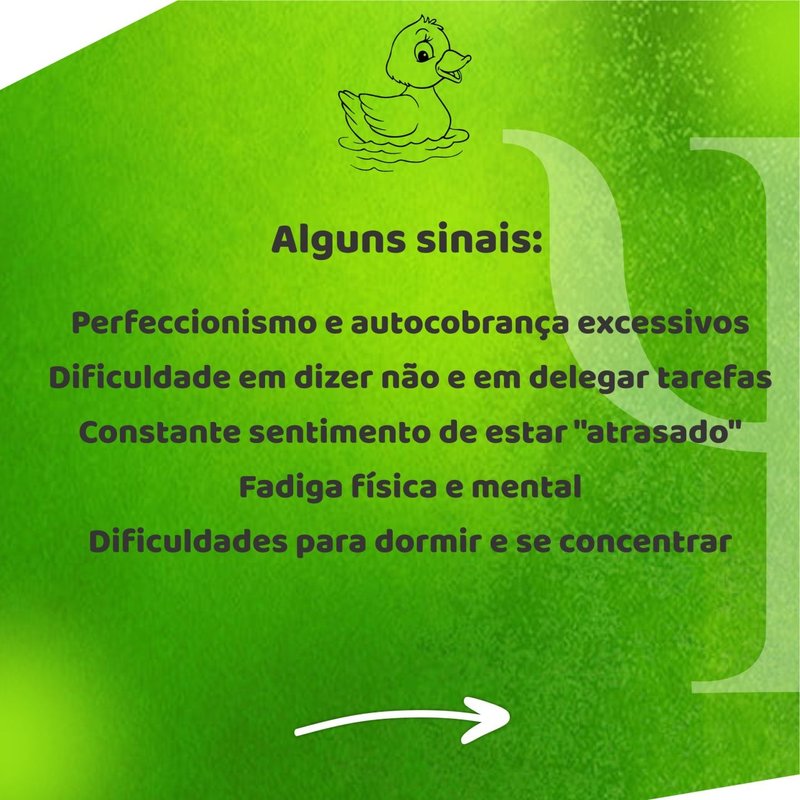 Alguns sinais:
Perfeccionismo e autocobrança excessivos
Dificuldade em dizer não e em delegar tarefas
Constante sentimento de estar "atrasado"
Fadiga física e mental
Dificuldades para dormir e se concentrar